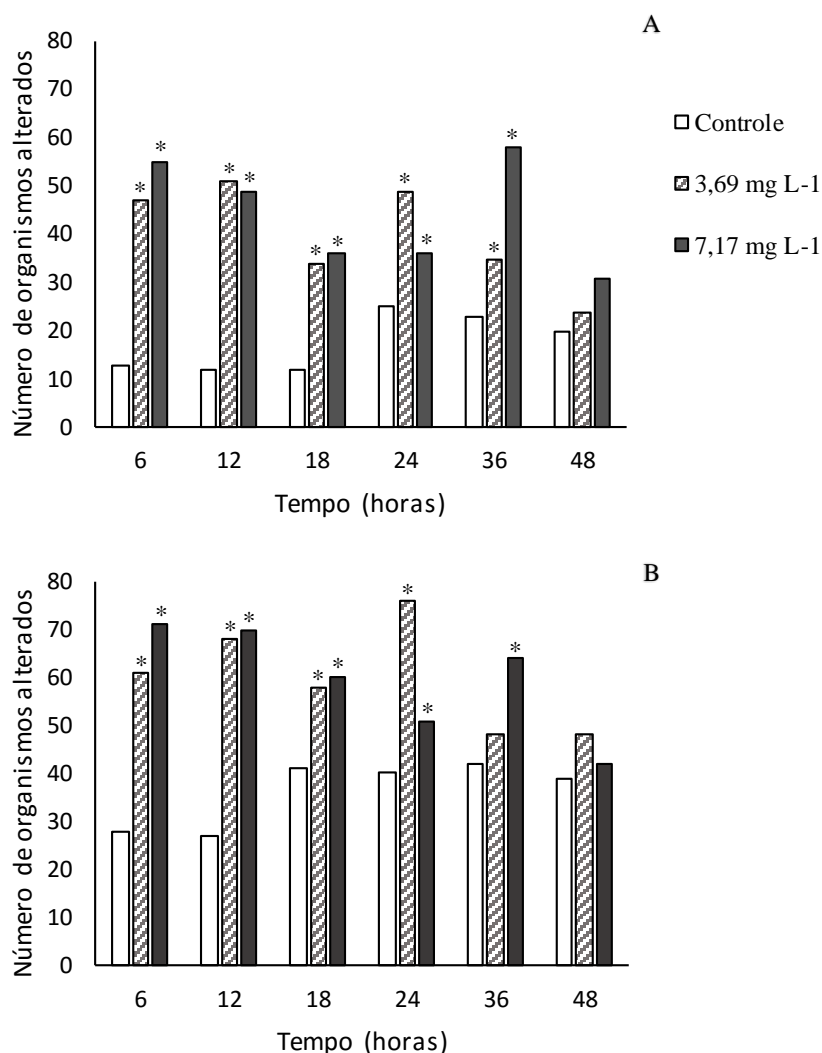 A
Número de organismos alterados
80
70
60
50
40
30
20
10
0
* * * * * * * * * *
6 12 18 24 36 48
Tempo (horas)
Controle
3,69 mg L-1
7,17 mg L-1
B
Número de organismos alterados
80
70
60
50
40
30
20
10
0
* * * * * * * * *
6 12 18 24 36 48
Tempo (horas)